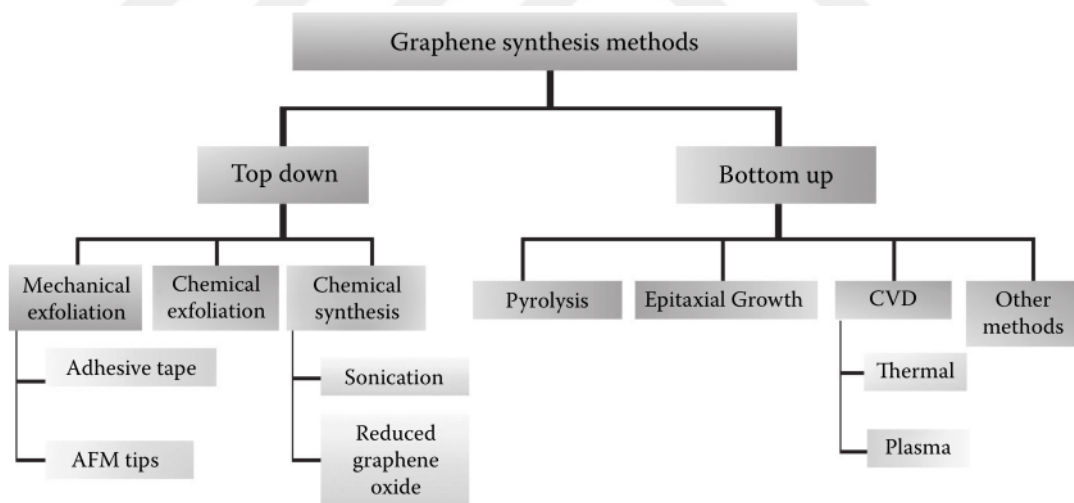 Graphene synthesis methods
Top down
Bottom up
Mechanical
exfoliation
Chemical
exfoliation
Chemical
synthesis
Pyrolysis
Epitaxial Growth
CVD
Other
methods
Adhesive tape
AFM tips
Sonication
Reduced
graphene
oxide
Thermal
Plasma